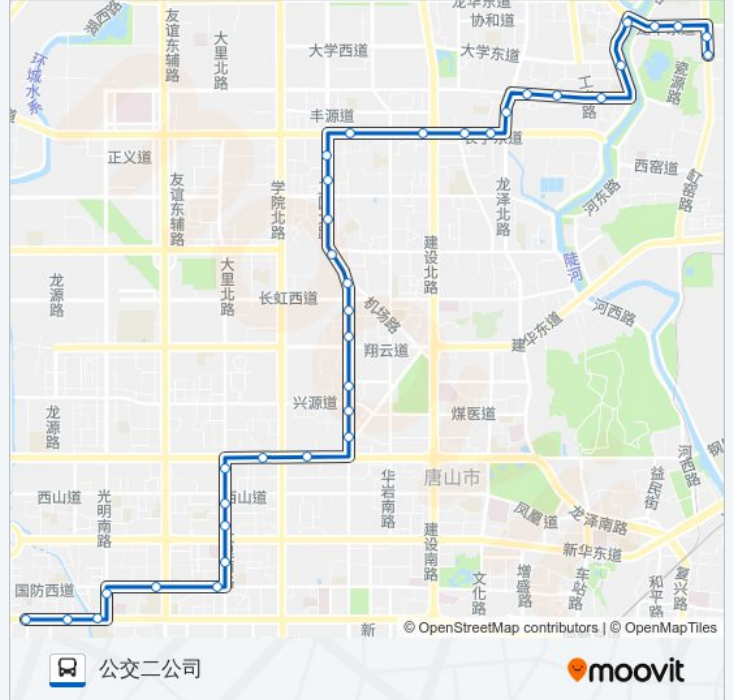 龙华东道
湖西路
协和道
友谊东辅路
大里北路
大学西道
大学东道
环城水系
瓷源路
丰源道
长宁东道
正义道
西窑道
缸窑路
友谊东辅路
学院北路
龙泽北路
河东路
建设北路
陡河
龙源路
大里北路
长虹西道
机场路
河西路
建华东道
翔云道
兴源道
龙源路
煤医道
河西路
唐山市
华岩南路
益民街
西山道
光明南路
西山道
凤凰道
龙泽南路
建设南路
新华东道
国防西道
文化路
增盛路
车站路
和平路
复兴路
新
© OpenStreetMap contributors | © OpenMapTiles
公交二公司
moovit